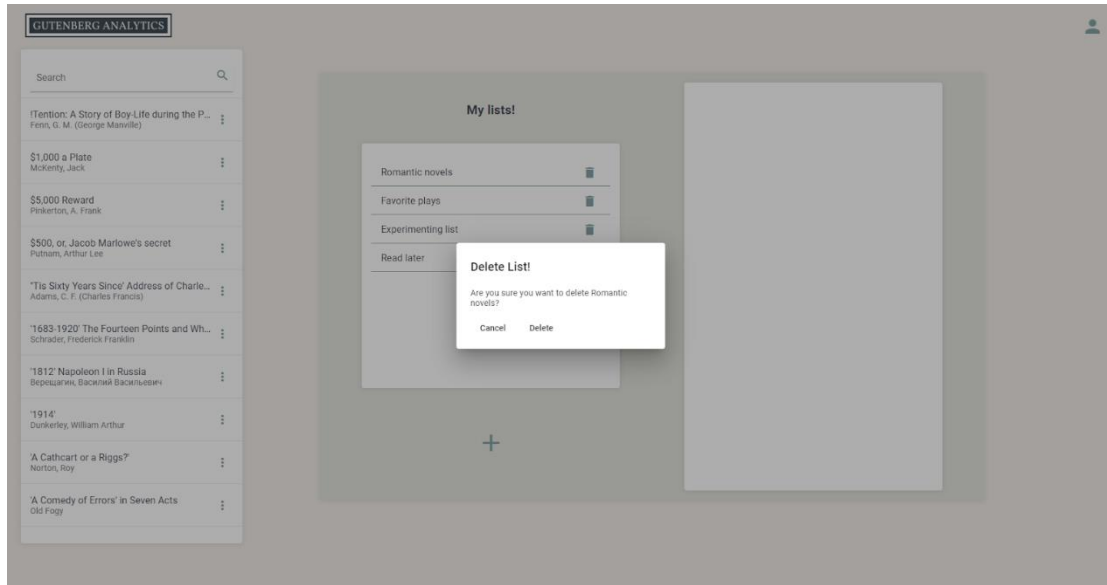 GUTENBERG ANALYTICS
Search
!Tention: A Story of Boy-Life during the P...
Fenn, G. M. (George Manville)
$1,000 a Plate
McKenty, Jack
$5,000 Reward
Pinkerton, A. Frank
$500, or, Jacob Marlowe's secret
Putnam, Arthur Lee
'Tis Sixty Years Since' Address of Charle...
Adams, C. F. (Charles Francis)
'1683-1920' The Fourteen Points and Wh...
Schrader, Frederick Franklin
'1812' Napoleon I in Russia
Верещагин, Василий Васильевич
'1914'
Dunkerley, William Arthur
'A Cathcart or a Riggs?'
Norton, Roy
'A Comedy of Errors' in Seven Acts
Old Fogy
My lists!
Romantic novels
Favorite plays
Experimenting list
Read later
Delete List!
Are you sure you want to delete Romantic
novels?
Cancel Delete